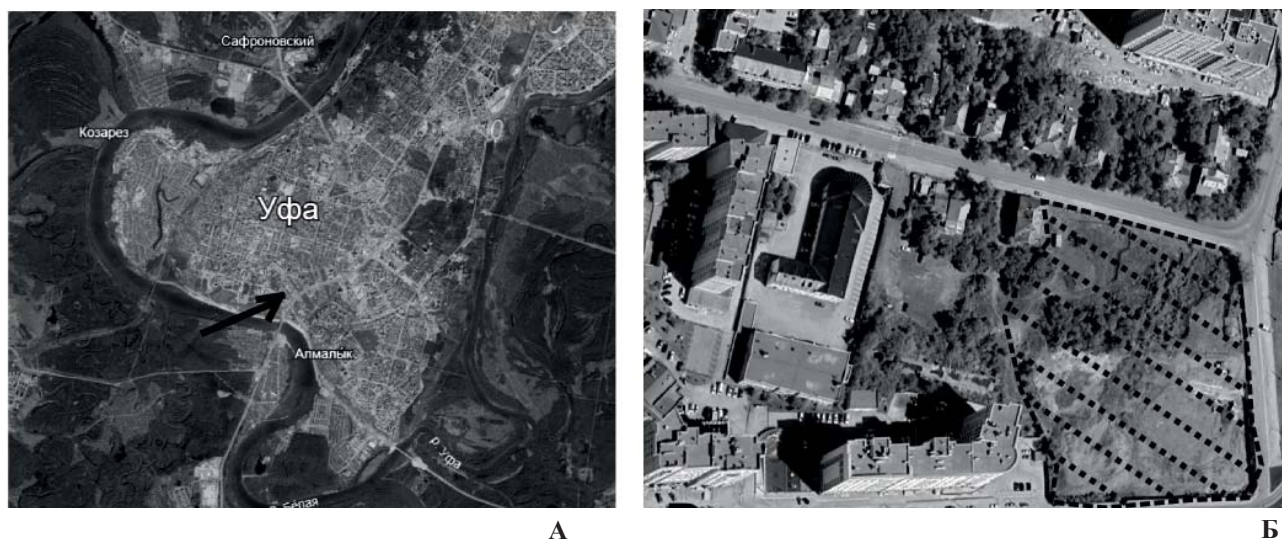 Сафроновский
Козарез
Уфа
Алмалык
р. Уфа
р. Белая
А
Б